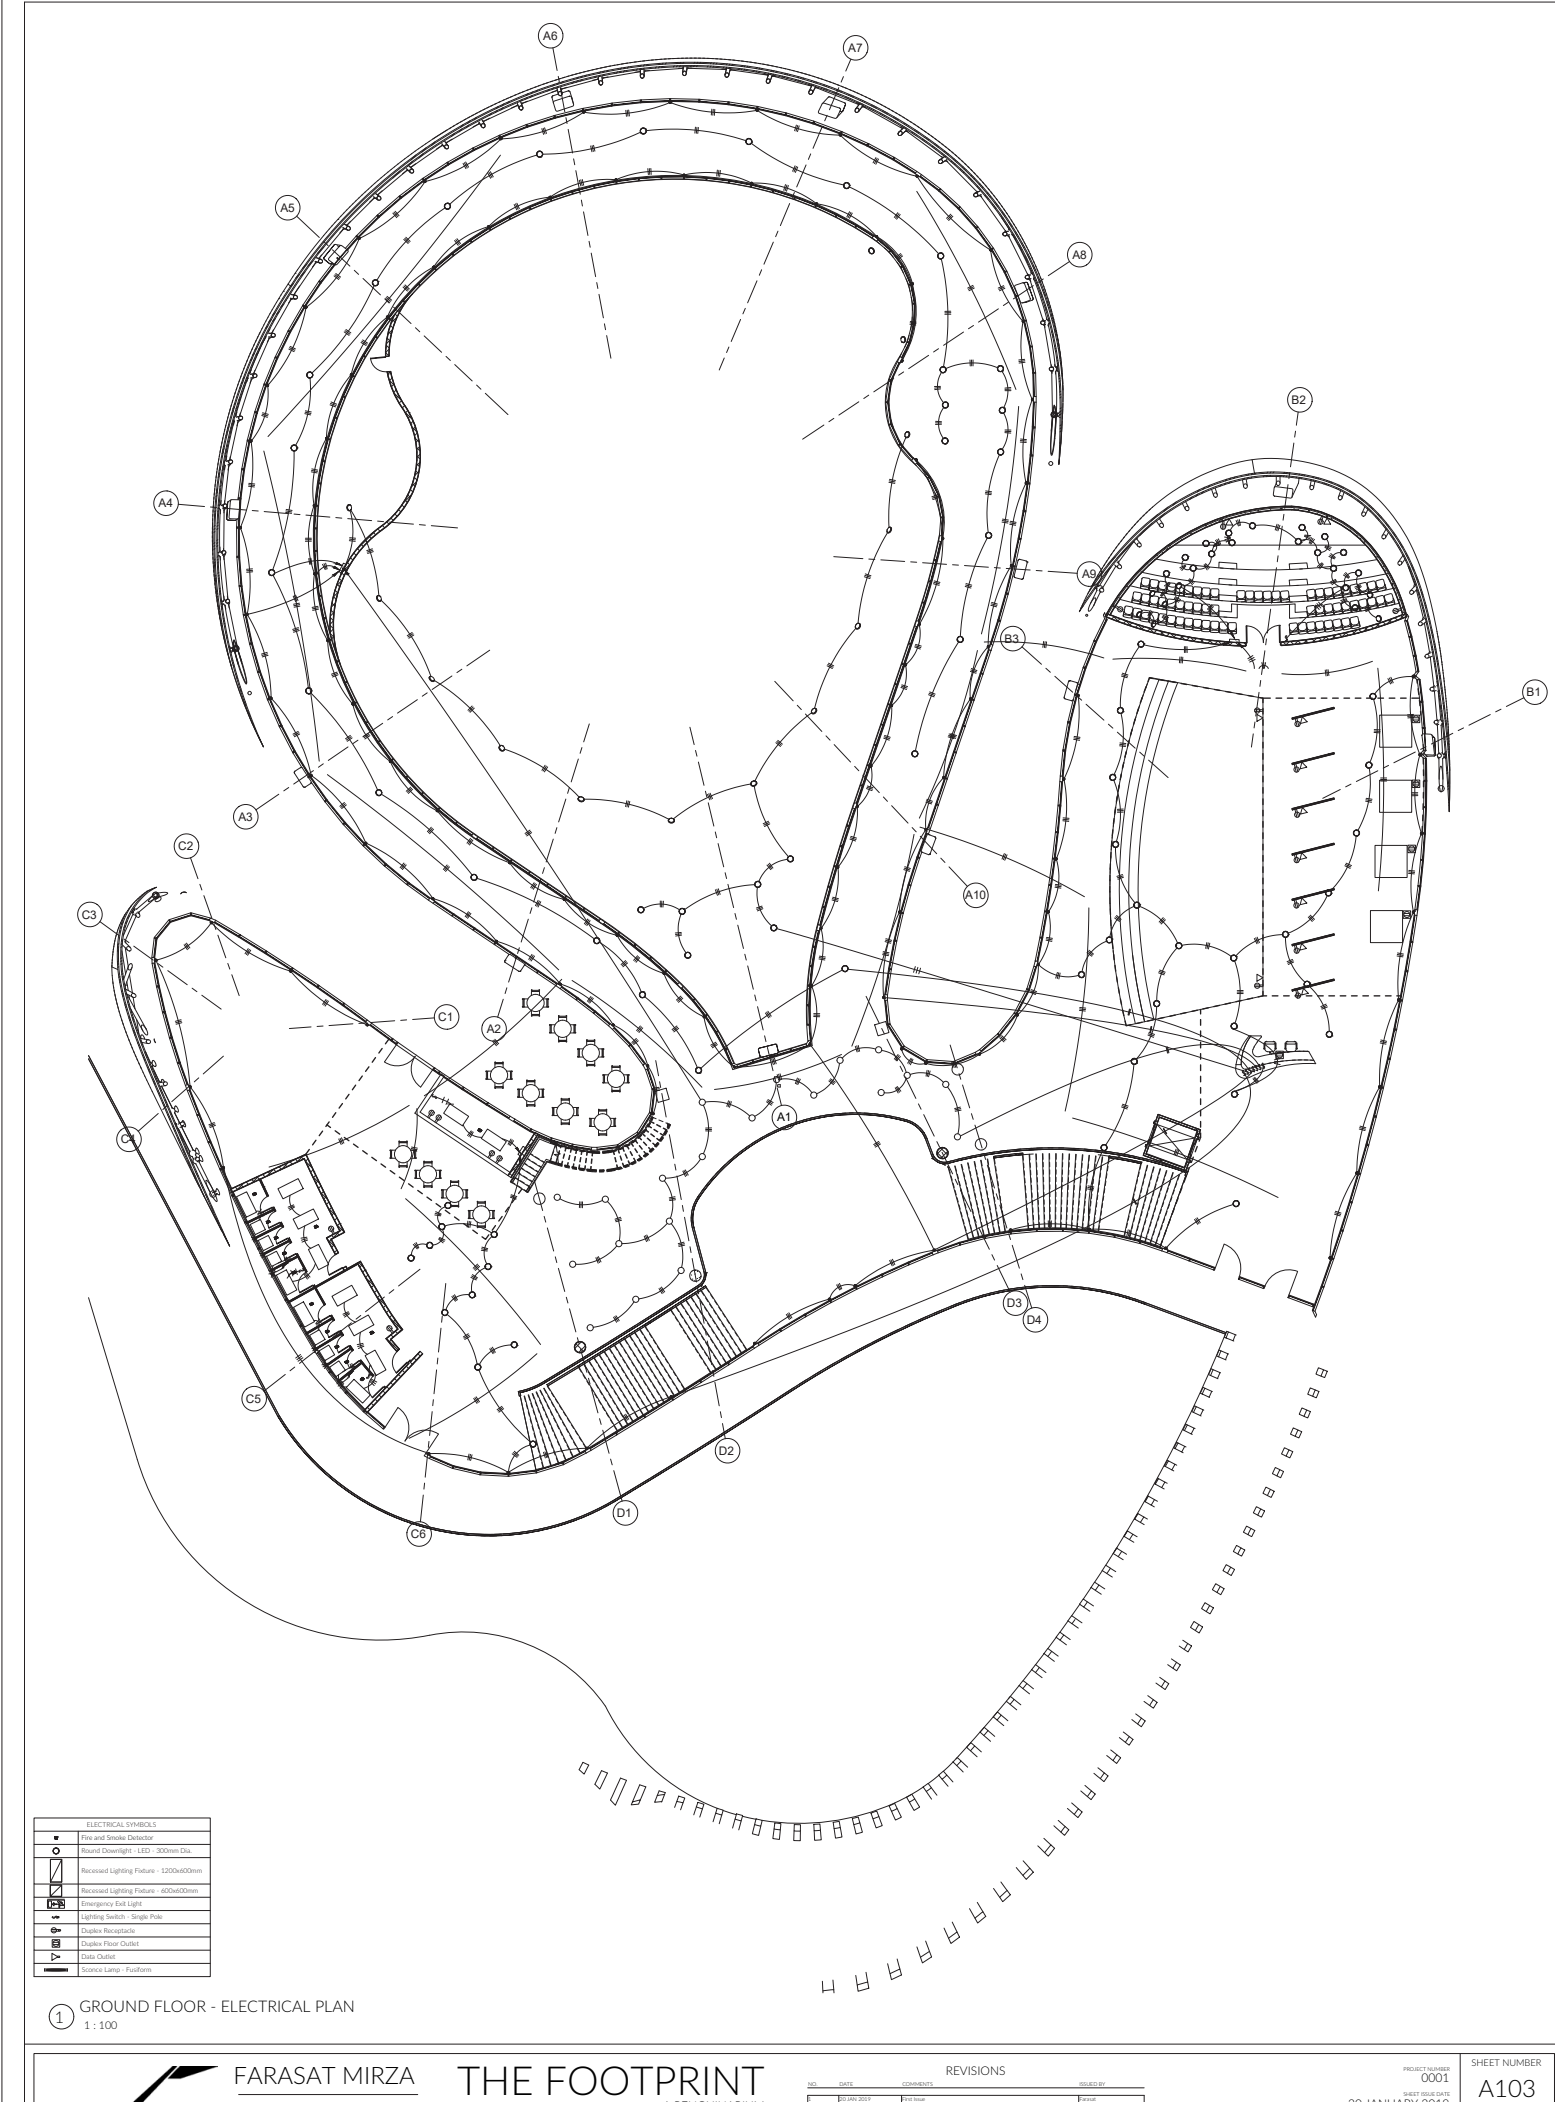 A6
A7
A5
A8
B2
A4
A9
B3
B1
A3
C2
A10
C3
C1
A2
A1
C4
D3
D4
C5
D2
D1
C6
ELECTRICAL SYMBOLS
Fire and Smoke Detector
Round Downlight - LED - 300mm Dia.
Recessed Lighting Fixture - 1200x600mm
Recessed Lighting Fixture - 600x600mm
Emergency Exit Light
Lighting Switch - Single Pole
Duplex Receptacle
Duplex Floor Outlet
Data Outlet
Sconce Lamp - Fusiform
1 GROUND FLOOR - ELECTRICAL PLAN
1 : 100
FARASAT MIRZA
THE FOOTPRINT
REVISIONS
NO. DATE COMMENTS ISSUED BY
20 JAN 2019 First Issue Farasat
PROJECT NUMBER
0001
SHEET ISSUE DATE
SHEET NUMBER
A103